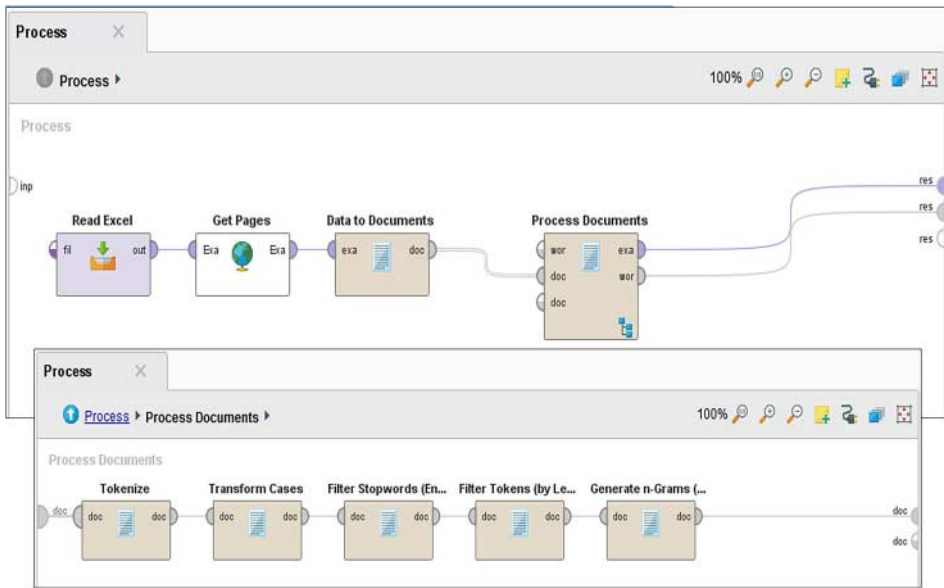 Process
Process
100%
Process
inp
res
res
res
Read Excel
Get Pages
Data to Documents
Process Documents
fil
out
Exa
Exa
exa
doc
wor
exa
doc
wor
doc
Process
Process Process Documents
100%
Process Documents
Tokenize
Transform Cases
Filter Stopwords (En...
Filter Tokens (by Le...
Generate n-Grams (...
doc
doc
doc
doc
doc
doc
doc
doc
doc
doc
doc
doc
doc